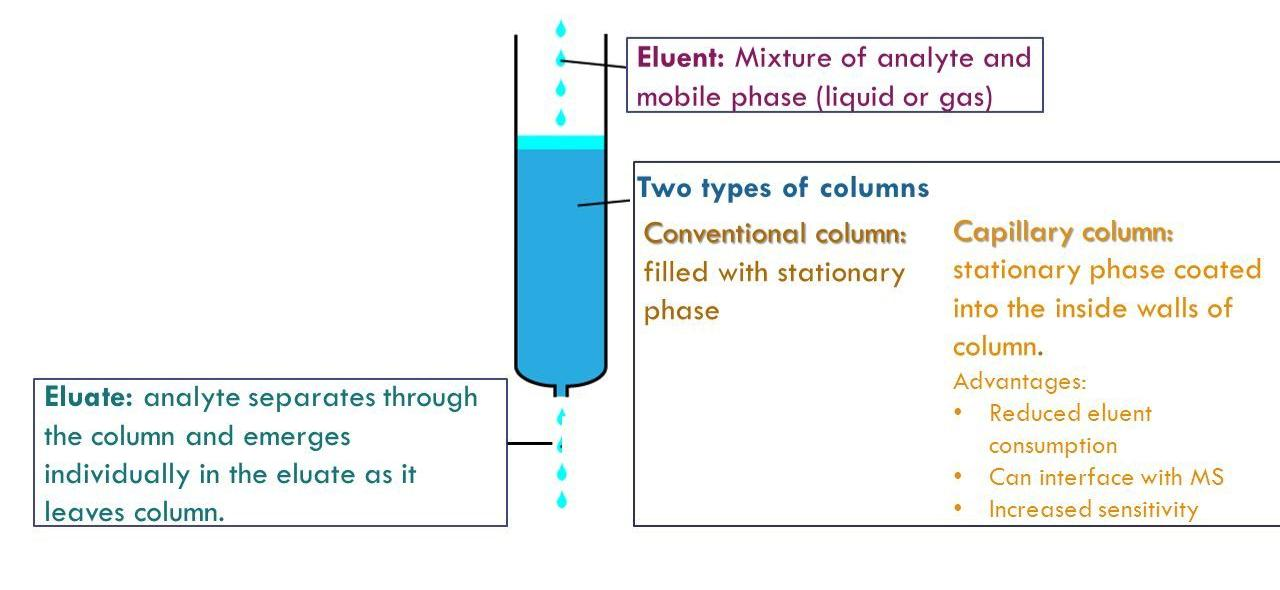 Eluent: Mixture of analyte and
mobile phase (liquid or gas)
Two types of columns
Conventional column:
filled with stationary
phase
Capillary column:
stationary phase coated
into the inside walls of
column.
Advantages:
• Reduced eluent
consumption
• Can interface with MS
• Increased sensitivity
Eluate: analyte separates through
the column and emerges
individually in the eluate as it
leaves column.